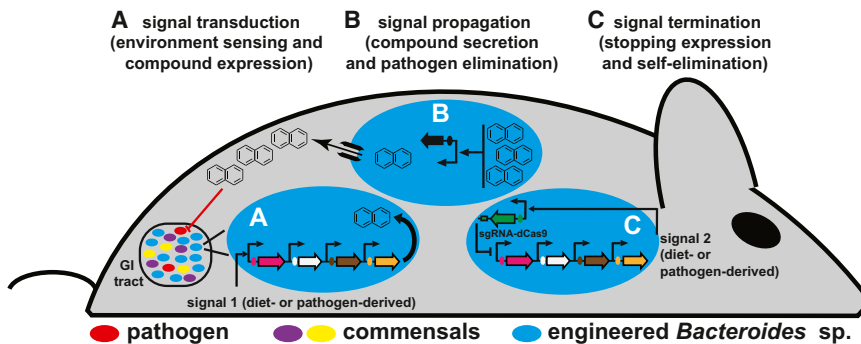 A signal transduction
(environment sensing and
compound expression)
B signal propagation
(compound secretion
and pathogen elimination)
C signal termination
(stopping expression
and self-elimination)
B
A
C
sgRNA-dCas9
signal 2
(diet- or
pathogen-derived)
GI
tract
signal 1 (diet- or pathogen-derived)
pathogen
commensals
engineered Bacteroides sp.